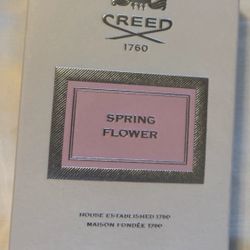 CREED
1760
SPRING
FLOWER
HOUSE ESTABLISHED 1760
MAISON FONDÉE 1760